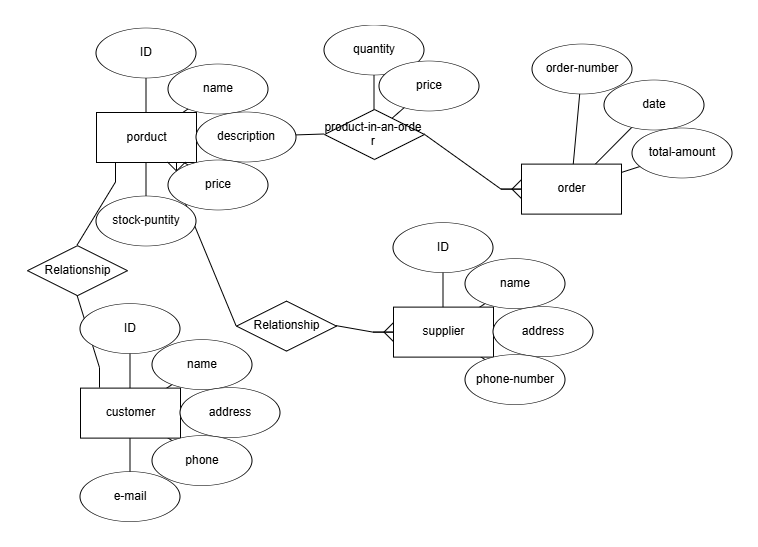 ID
name
porduct
description
price
stock-puntity
quantity
price
product-in-an-orde
r
order-number
date
total-amount
order
Relationship
ID
name
Relationship
supplier
address
phone-number
ID
name
customer
address
phone
e-mail